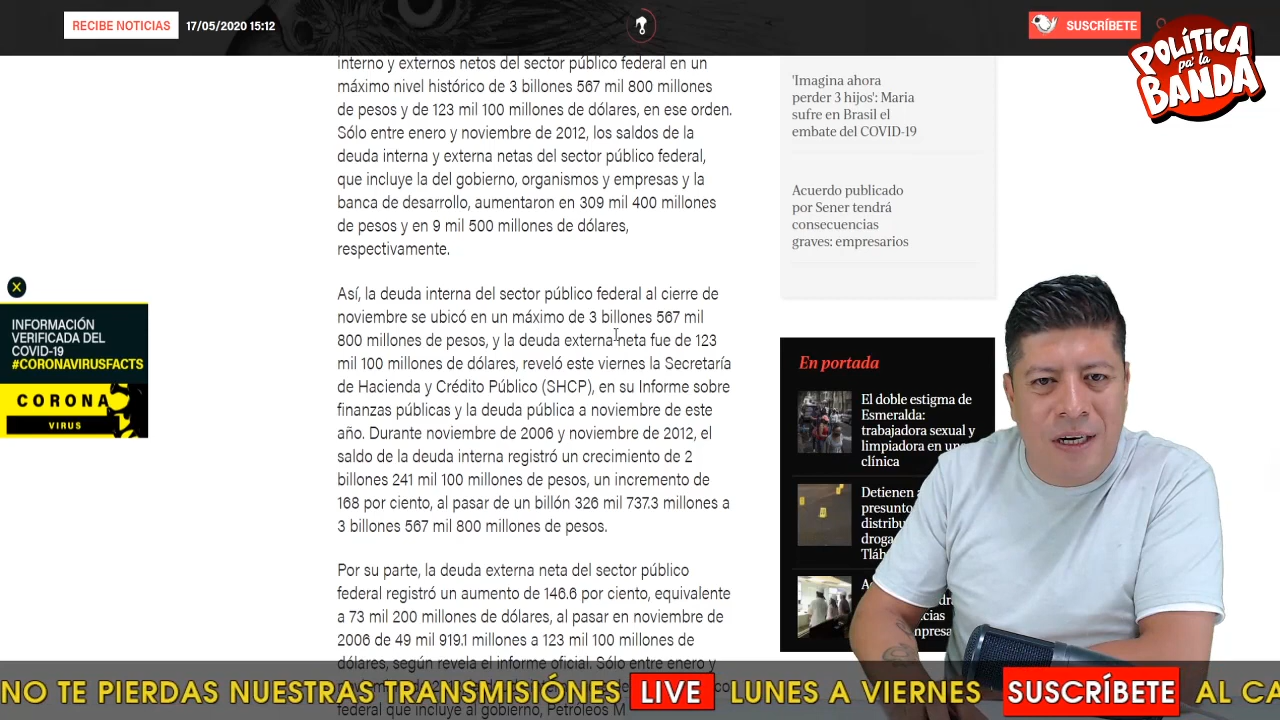 RECIBE NOTICIAS 17/05/2020 15:12
SUSCRÍBETE
POLÍTICA
pa' la
BANDA
interno y externos netos del sector público federal en un
máximo nivel histórico de 3 billones 567 mil 800 millones
de pesos y de 123 mil 100 millones de dólares, en ese orden.
Sólo entre enero y noviembre de 2012, los saldos de la
deuda interna y externa netas del sector público federal,
que incluye la del gobierno, organismos y empresas y la
banca de desarrollo, aumentaron en 309 mil 400 millones
de pesos y en 9 mil 500 millones de dólares,
respectivamente.
Así, la deuda interna del sector público federal al cierre de
noviembre se ubicó en un máximo de 3 billones 567 mil
800 millones de pesos, y la deuda externa neta fue de 123
mil 100 millones de dólares, reveló este viernes la Secretaría
de Hacienda y Crédito Público (SHCP), en su Informe sobre
finanzas públicas y la deuda pública a noviembre de este
año. Durante noviembre de 2006 y noviembre de 2012, el
saldo de la deuda interna registró un crecimiento de 2
billones 241 mil 100 millones de pesos, un incremento de
168 por ciento, al pasar de un billón 326 mil 737.3 millones a
3 billones 567 mil 800 millones de pesos.
Por su parte, la deuda externa neta del sector público
federal registró un aumento de 146.6 por ciento, equivalente
a 73 mil 200 millones de dólares, al pasar en noviembre de
2006 de 49 mil 919.1 millones a 123 mil 100 millones de
dólares, según revela el informe oficial. Sólo entre enero y
federal que incluye al gobierno, Petróleos M
'Imagina ahora
perder 3 hijos': Maria
sufre en Brasil el
embate del COVID-19
Acuerdo publicado
por Sener tendrá
consecuencias
graves: empresarios
X
INFORMACIÓN
VERIFICADA DEL
COVID-19
#CORONAVIRUSFACTS
CORONA
VIRUS
En portada
El doble estigma de
Esmeralda:
trabajadora sexual y
limpiadora en un
clínica
Detienen a
presunto
distribu
droga
Tláh
NO TE PIERDAS NUESTRAS TRANSMISIÓNES LIVE LUNES A VIERNES SUSCRÍBETE AL CA